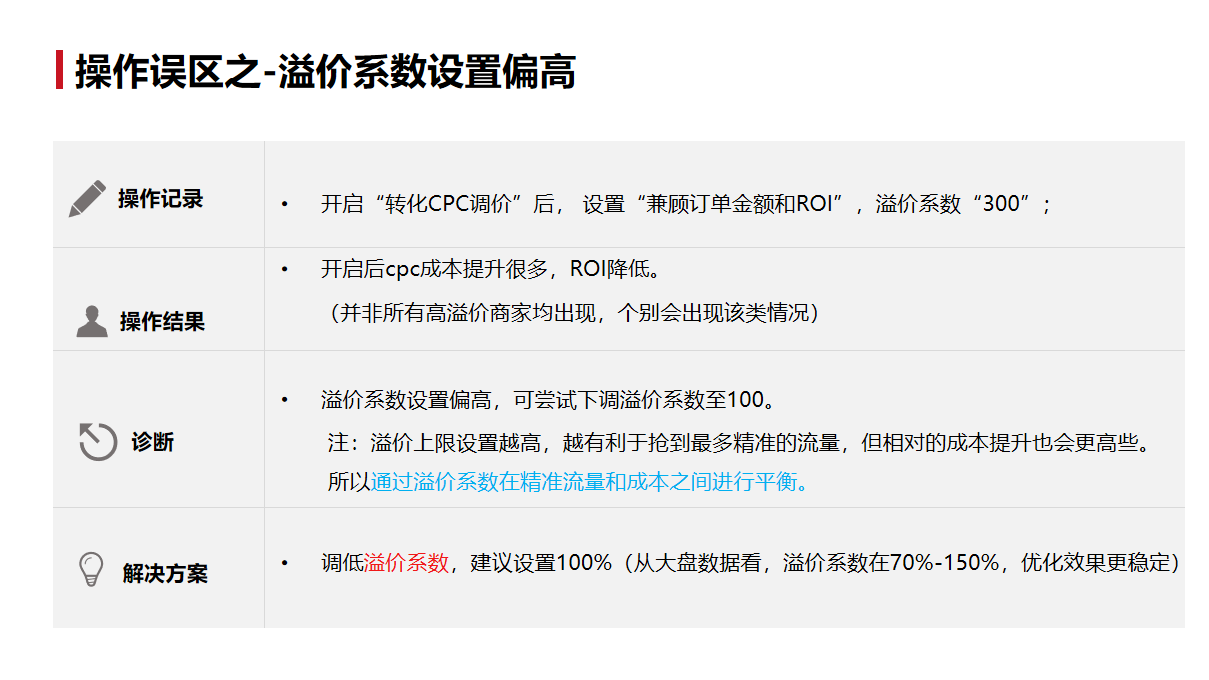 操作误区之-溢价系数设置偏高
操作记录
• 开启“转化CPC调价”后， 设置“兼顾订单金额和ROI”，溢价系数“300”；
操作结果
• 开启后cpc成本提升很多，ROI降低。
（并非所有高溢价商家均出现，个别会出现该类情况）
诊断
• 溢价系数设置偏高，可尝试下调溢价系数至100。
注：溢价上限设置越高，越有利于抢到最多精准的流量，但相对的成本提升也会更高些。
所以通过溢价系数在精准流量和成本之间进行平衡。
解决方案
• 调低溢价系数，建议设置100%（从大盘数据看，溢价系数在70%-150%，优化效果更稳定）